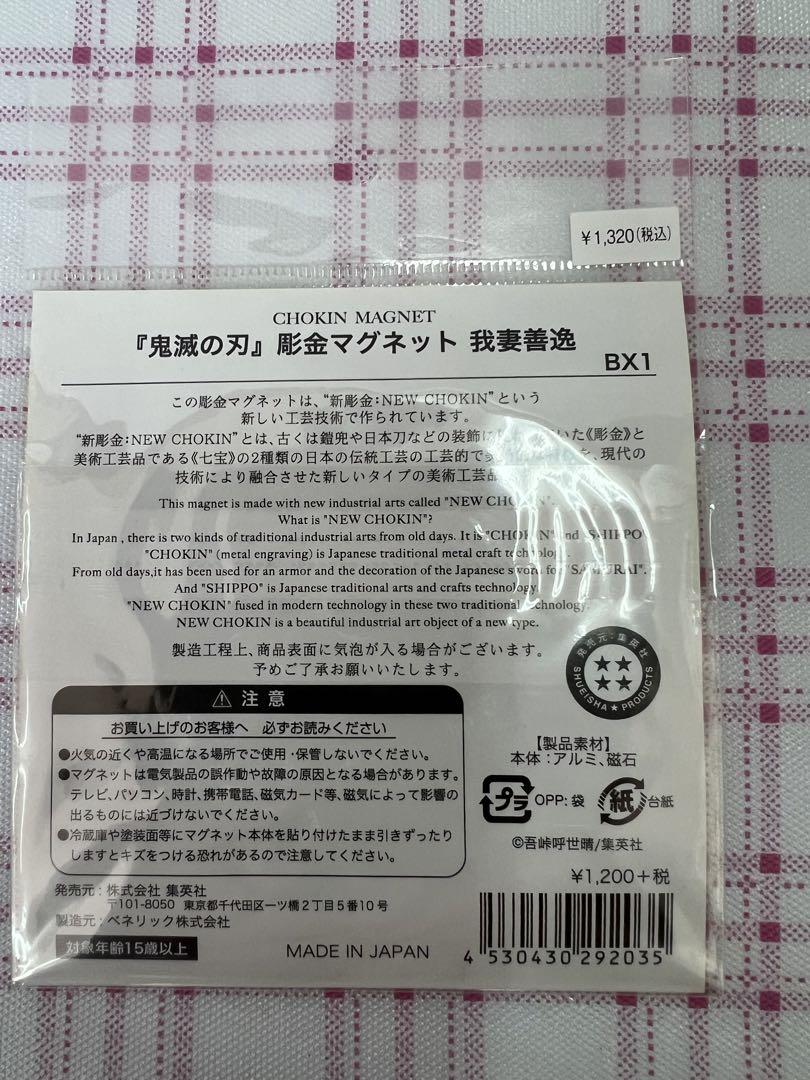 ¥1,320(税込)
CHOKIN MAGNET
『鬼滅の刃』彫金マグネット 我妻善逸
BX1
この彫金マグネットは、“新彫金：NEW CHOKIN”という
新しい工芸技術で作られています。
“新彫金：NEW CHOKIN”とは、古くは鎧兜や日本刀などの装飾に いた《彫金》と
美術工芸品である《七宝》の2種類の日本の伝統工芸の工芸的で 、現代の
技術により融合させた新しいタイプの美術工芸品
This magnet is made with new industrial arts called "NEW CHOKIN".
What is "NEW CHOKIN"?
In Japan , there is two kinds of traditional industrial arts from old days. It is "CHOKIN" and "SHIPPO"
"CHOKIN" (metal engraving) is Japanese traditional metal craft technology.
From old days,it has been used for an armor and the decoration of the Japanese sword for "SAMURAI".
And "SHIPPO" is Japanese traditional arts and crafts technology
"NEW CHOKIN" fused in modern technology in these two traditional technology.
NEW CHOKIN is a beautiful industrial art object of a new type.
製造工程上、商品表面に気泡が入る場合がございます。
予めご了承お願いいたします。
発売元：集英社
SHUEISHA★PRODUCTS
⚠ 注意
お買い上げのお客様へ 必ずお読みください
●火気の近くや高温になる場所でご使用・保管しないでください。
●マグネットは電気製品の誤作動や故障の原因となる場合があります。
テレビ、パソコン、時計、携帯電話、磁気カード等、磁気によって影響の
出るものには近づけないでください。
●冷蔵庫や塗装面等にマグネット本体を貼り付けたまま引きずったり
しますとキズをつける恐れがあるので注意してください。
【製品素材】
本体：アルミ、磁石
プラ OPP：袋 紙 台紙
©吾峠呼世晴/集英社
¥1,200+税
発売元：株式会社 集英社
〒101-8050 東京都千代田区一ツ橋2丁目5番10号
製造元：ベネリック株式会社
対象年齢15歳以上
MADE IN JAPAN
4 530430 292035